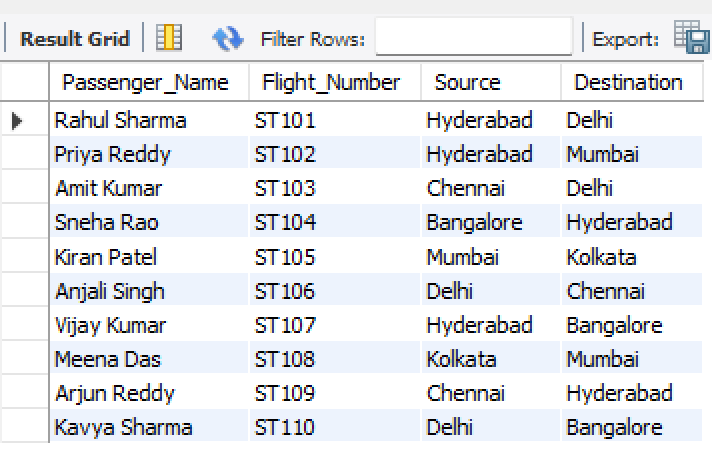 Result Grid Filter Rows: Export:
Passenger_Name Flight_Number Source Destination
Rahul Sharma ST101 Hyderabad Delhi
Priya Reddy ST102 Hyderabad Mumbai
Amit Kumar ST103 Chennai Delhi
Sneha Rao ST104 Bangalore Hyderabad
Kiran Patel ST105 Mumbai Kolkata
Anjali Singh ST106 Delhi Chennai
Vijay Kumar ST107 Hyderabad Bangalore
Meena Das ST108 Kolkata Mumbai
Arjun Reddy ST109 Chennai Hyderabad
Kavya Sharma ST110 Delhi Bangalore